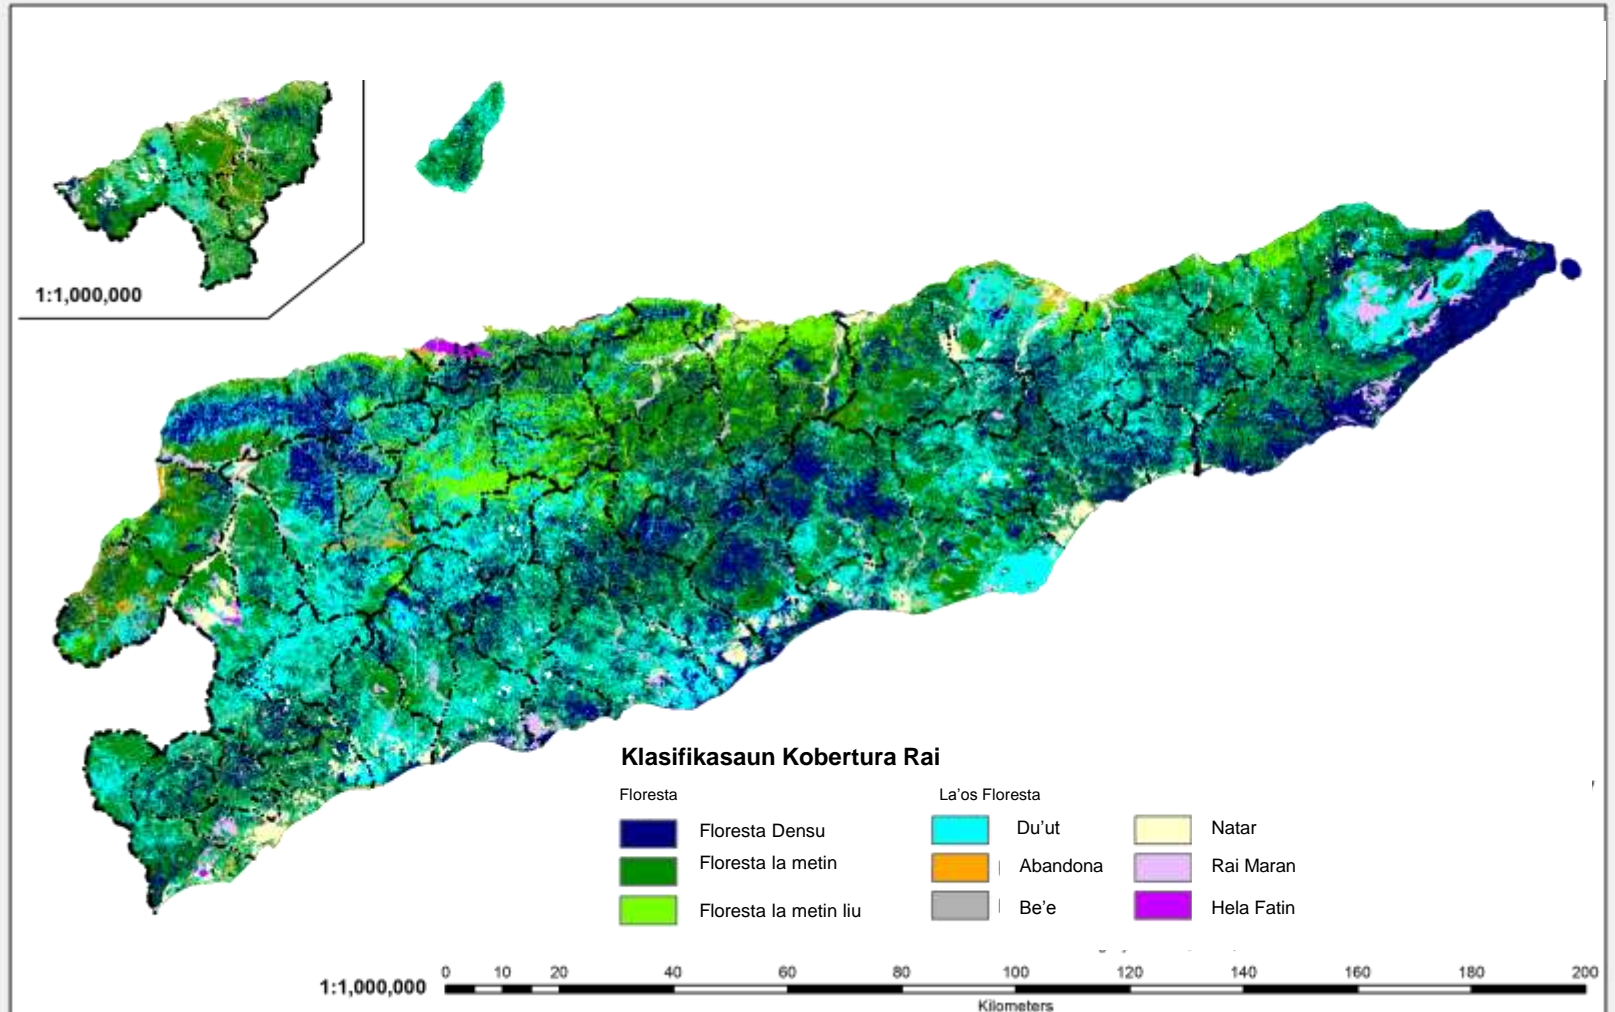 1:1,000,000
Klasifikasaun Kobertura Rai
Floresta
La'os Floresta
Floresta Densu
Du'ut
Natar
Floresta la metin
Abandona
Rai Maran
Floresta la metin liu
Be'e
Hela Fatin
0 10 20 40 60 80 100 120 140 160 180 200
1:1,000,000
Kilometers